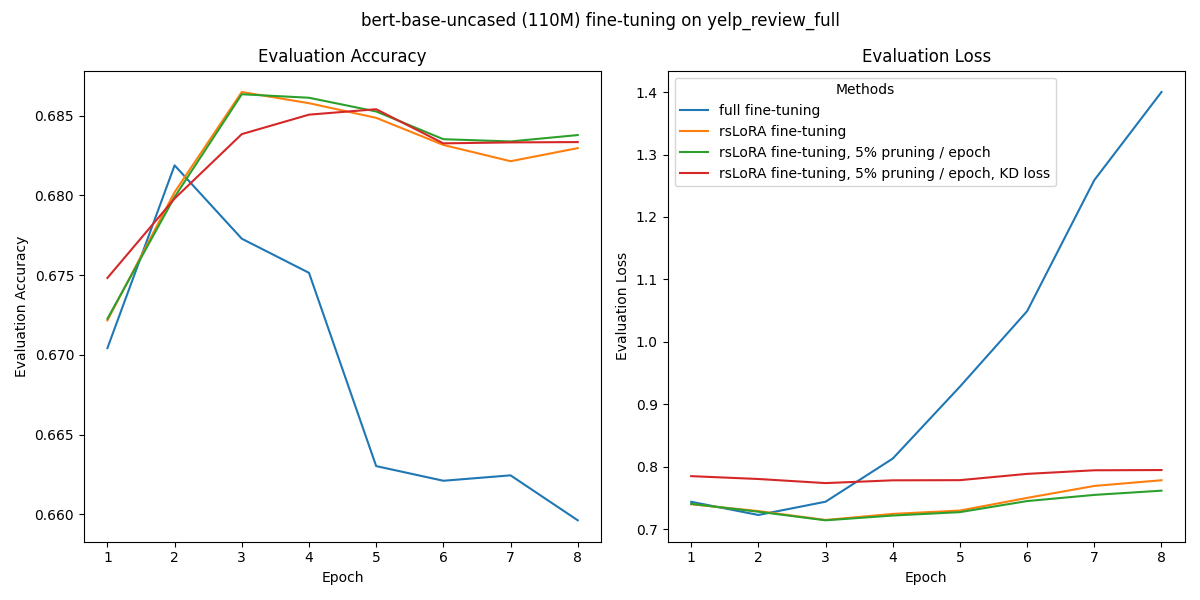 bert-base-uncased (110M) fine-tuning on yelp_review_full
Evaluation Accuracy
Evaluation Accuracy
0.685
0.680
0.675
0.670
0.665
0.660
1 2 3 4 5 6 7 8
Epoch
Evaluation Loss
Methods
full fine-tuning
rsLoRA fine-tuning
rsLoRA fine-tuning, 5% pruning / epoch
rsLoRA fine-tuning, 5% pruning / epoch, KD loss
Evaluation Loss
1.4
1.3
1.2
1.1
1.0
0.9
0.8
0.7
1 2 3 4 5 6 7 8
Epoch